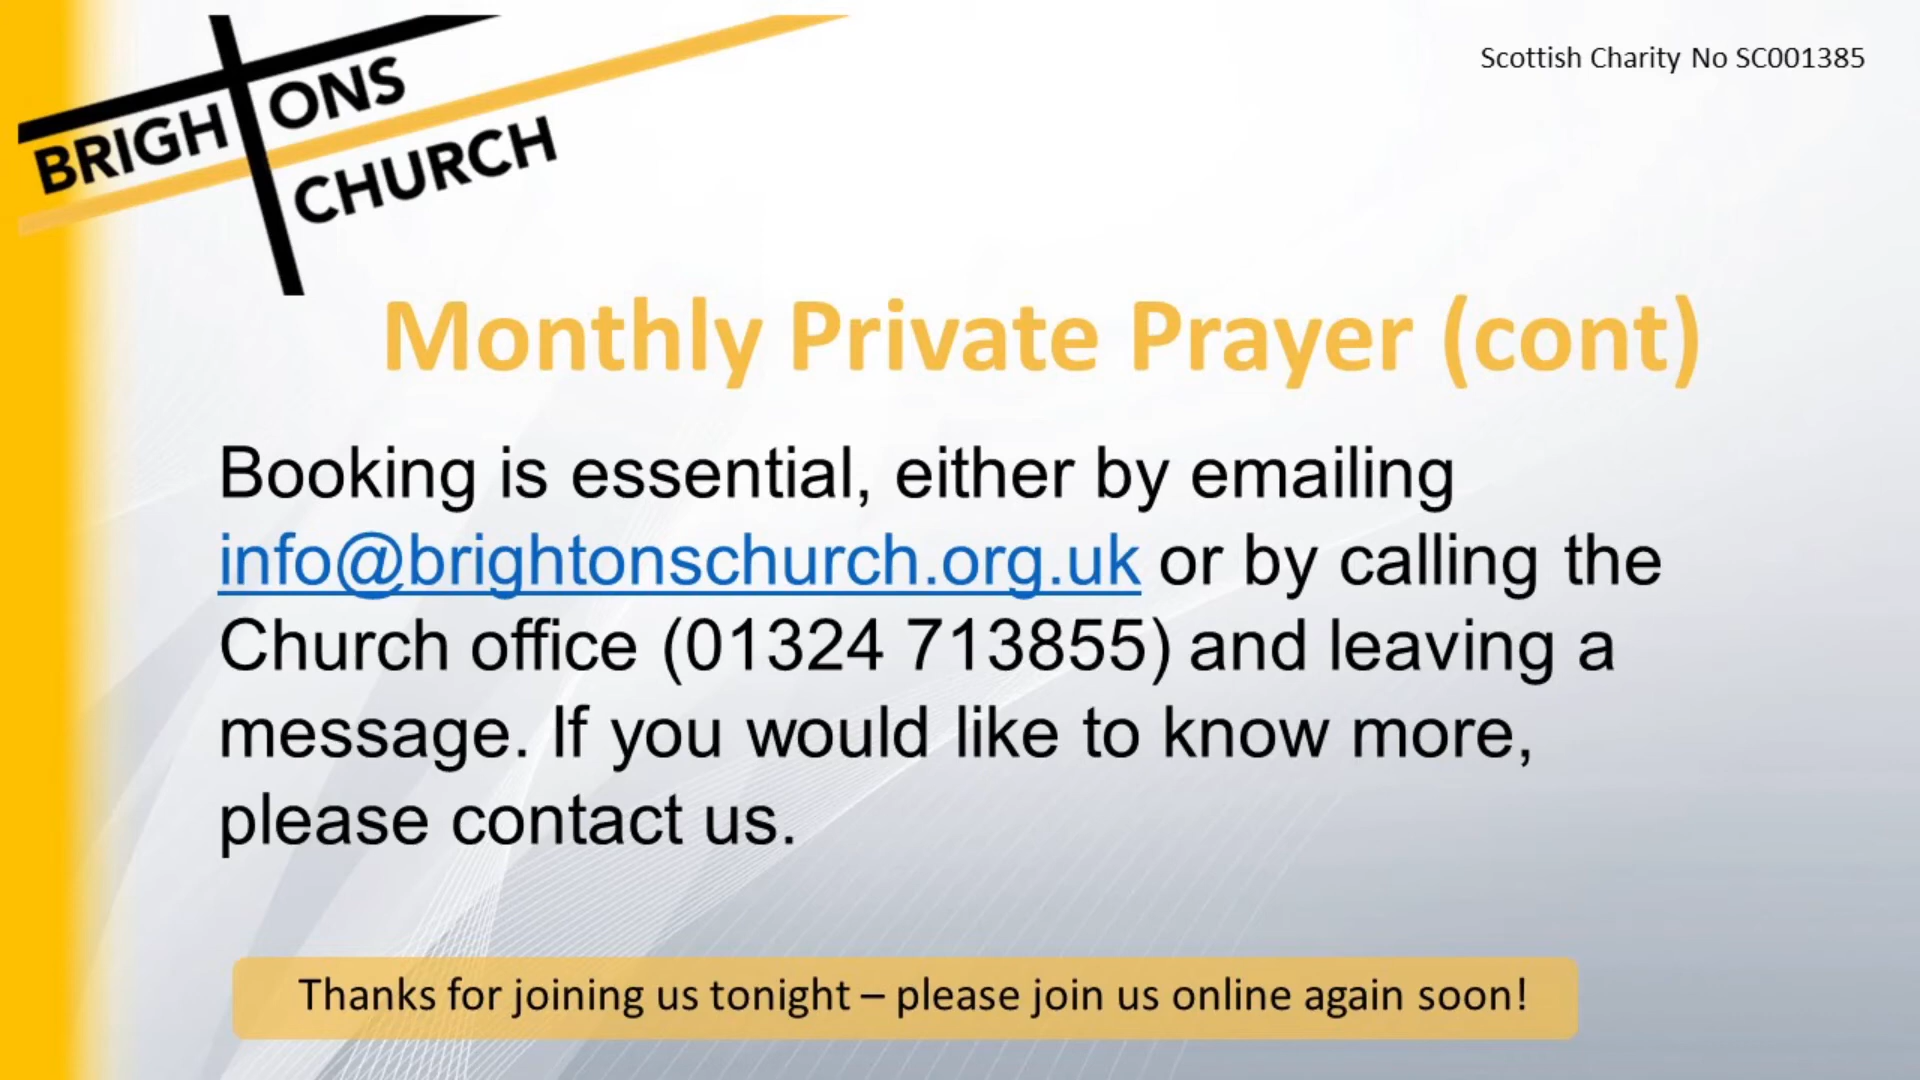 BRIGHTONS
CHURCH
Scottish Charity No SC001385
Monthly Private Prayer (cont)
Booking is essential, either by emailing
info@brightonschurch.org.uk or by calling the
Church office (01324 713855) and leaving a
message. If you would like to know more,
please contact us.
Thanks for joining us tonight – please join us online again soon!